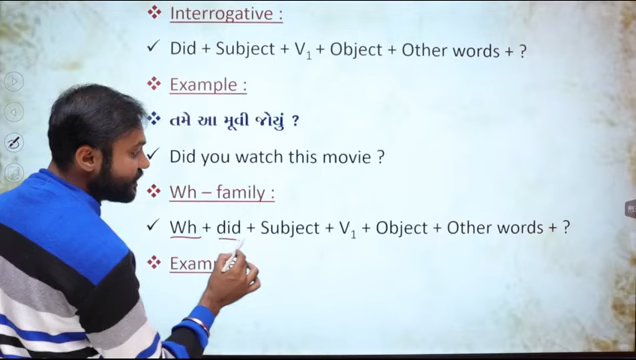 Interrogative :
Did + Subject + V₁ + Object + Other words + ?
Example :
તમે આ મૂવી જોયું ?
Did you watch this movie ?
Wh – family :
Wh + did + Subject + V₁ + Object + Other words + ?